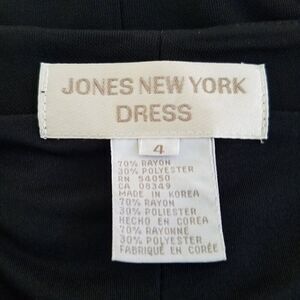 JONES NEW YORK
DRESS
4
70% RAYON
30% POLYESTER
RN 54050
CA 08349
MADE IN KOREA
70% RAYON
30% POLIESTER
HECHO EN COREA
70% RAYONNE
30% POLYESTER
FABRIQUÉ EN CORÉE